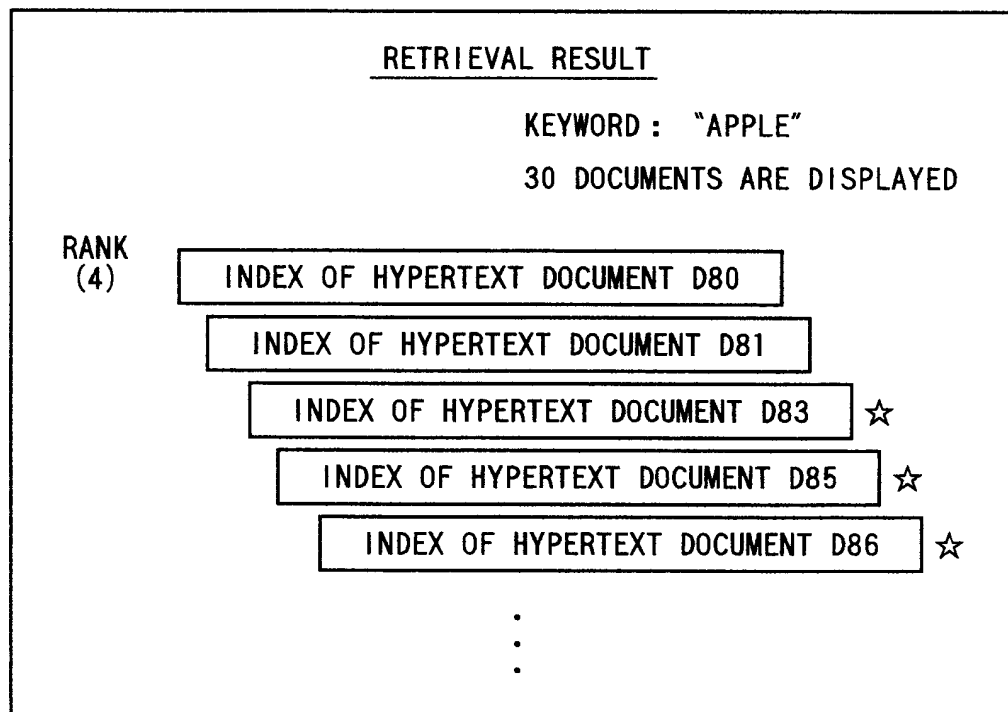 RETRIEVAL RESULT
KEYWORD : "APPLE"
30 DOCUMENTS ARE DISPLAYED
RANK
(4)
INDEX OF HYPERTEXT DOCUMENT D80
INDEX OF HYPERTEXT DOCUMENT D81
INDEX OF HYPERTEXT DOCUMENT D83 ☆
INDEX OF HYPERTEXT DOCUMENT D85 ☆
INDEX OF HYPERTEXT DOCUMENT D86 ☆